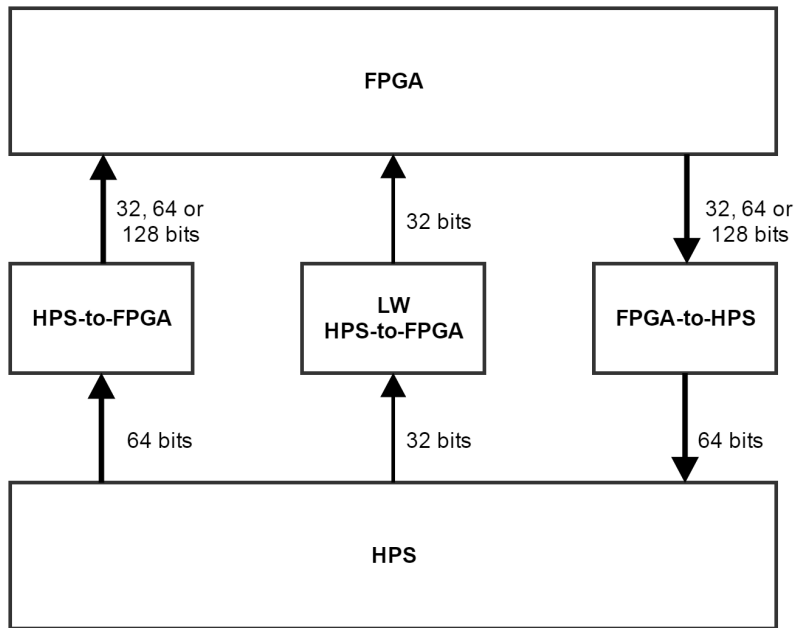 FPGA
32, 64 or
128 bits
32 bits
32, 64 or
128 bits
HPS-to-FPGA
LW
HPS-to-FPGA
FPGA-to-HPS
64 bits
32 bits
64 bits
HPS